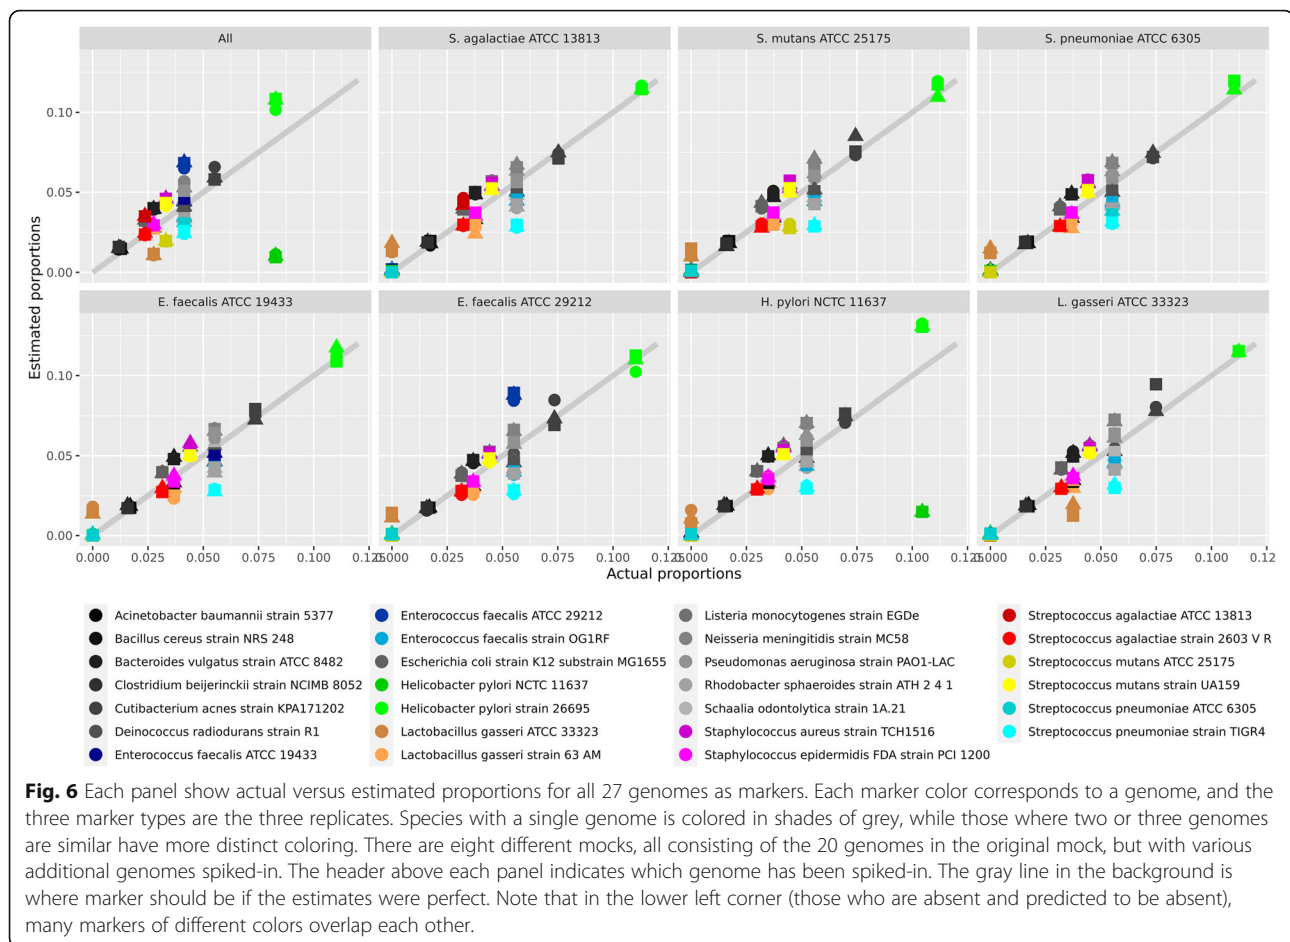 All
S. agalactiae ATCC 13813
S. mutans ATCC 25175
S. pneumoniae ATCC 6305
0.10
0.05
0.00
E. faecalis ATCC 19433
E. faecalis ATCC 29212
H. pylori NCTC 11637
L. gasseri ATCC 33323
Estimated porportions
0.10
0.05
0.00
0.000 0.025 0.050 0.075 0.100 0.125 0.025 0.050 0.075 0.100 0.125 0.025 0.050 0.075 0.100 0.125 0.000 0.025 0.050 0.075 0.100 0.12
Actual proportions
Acinetobacter baumannii strain 5377
Bacillus cereus strain NRS 248
Bacteroides vulgatus strain ATCC 8482
Clostridium beijerinckii strain NCIMB 8052
Cutibacterium acnes strain KPA171202
Deinococcus radiodurans strain R1
Enterococcus faecalis ATCC 19433
Enterococcus faecalis ATCC 29212
Enterococcus faecalis strain OG1RF
Escherichia coli strain K12 substrain MG1655
Helicobacter pylori NCTC 11637
Helicobacter pylori strain 26695
Lactobacillus gasseri ATCC 33323
Lactobacillus gasseri strain 63 AM
Listeria monocytogenes strain EGDe
Neisseria meningitidis strain MC58
Pseudomonas aeruginosa strain PAO1-LAC
Rhodobacter sphaeroides strain ATH 2 4 1
Schaalia odontolytica strain 1A.21
Staphylococcus aureus strain TCH1516
Staphylococcus epidermidis FDA strain PCI 1200
Streptococcus agalactiae ATCC 13813
Streptococcus agalactiae strain 2603 V R
Streptococcus mutans ATCC 25175
Streptococcus mutans strain UA159
Streptococcus pneumoniae ATCC 6305
Streptococcus pneumoniae strain TIGR4
Fig. 6 Each panel show actual versus estimated proportions for all 27 genomes as markers. Each marker color corresponds to a genome, and the
three marker types are the three replicates. Species with a single genome is colored in shades of grey, while those where two or three genomes
are similar have more distinct coloring. There are eight different mocks, all consisting of the 20 genomes in the original mock, but with various
additional genomes spiked-in. The header above each panel indicates which genome has been spiked-in. The gray line in the background is
where marker should be if the estimates were perfect. Note that in the lower left corner (those who are absent and predicted to be absent),
many markers of different colors overlap each other.